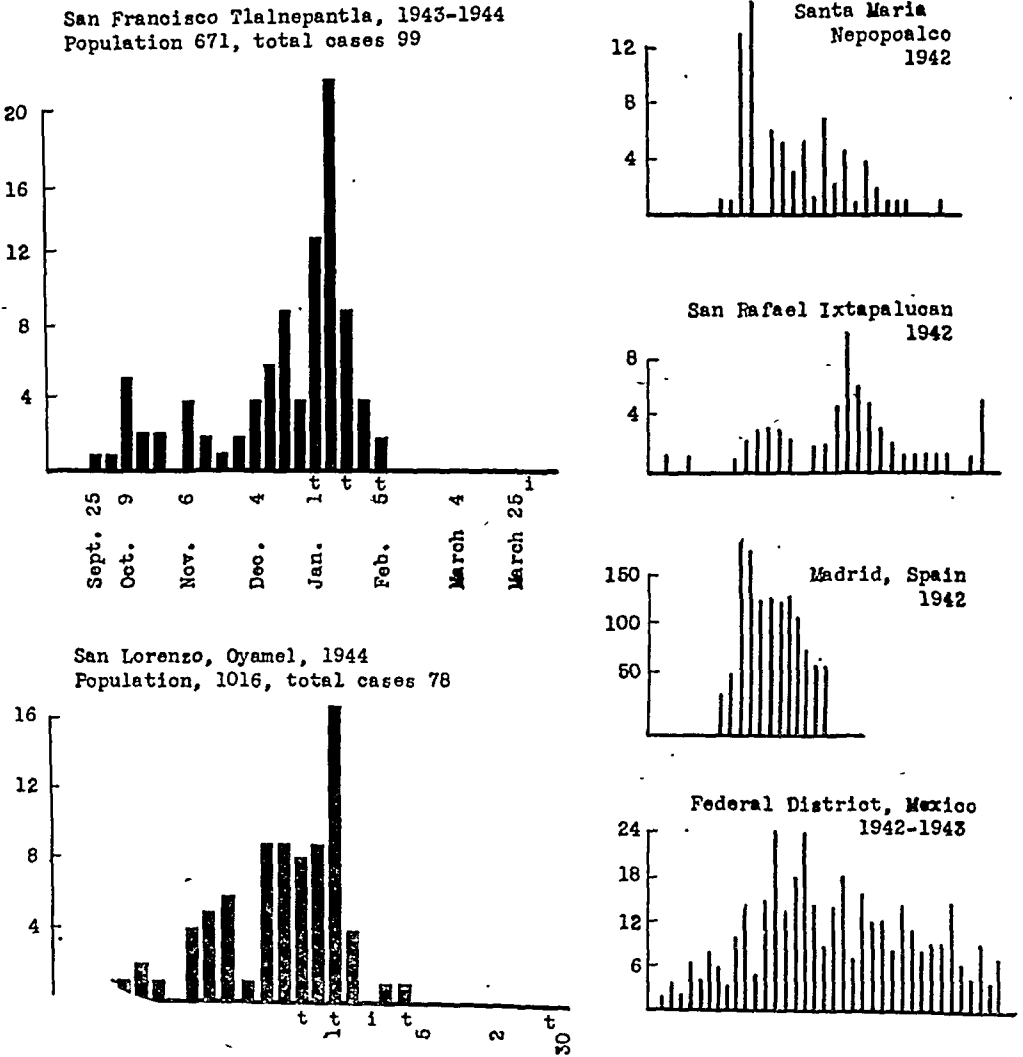 San Francisco Tlalnepantla, 1943-1944
Population 671, total cases 99
20
16
12
8
4
1t
t
5t
i
Sept. 25
Oct. 9
Nov. 6
Dec. 4
Jan.
Feb.
March 4
March 25
San Lorenzo, Oyamel, 1944
Population, 1016, total cases 78
16
12
8
4
t
1t
i
t
5
2
t
30
Santa Maria
Nepopoalco
1942
12
8
4
San Rafael Ixtapalucan
1942
8
4
Madrid, Spain
1942
150
100
50
Federal District, Mexico
1942-1943
24
18
12
6